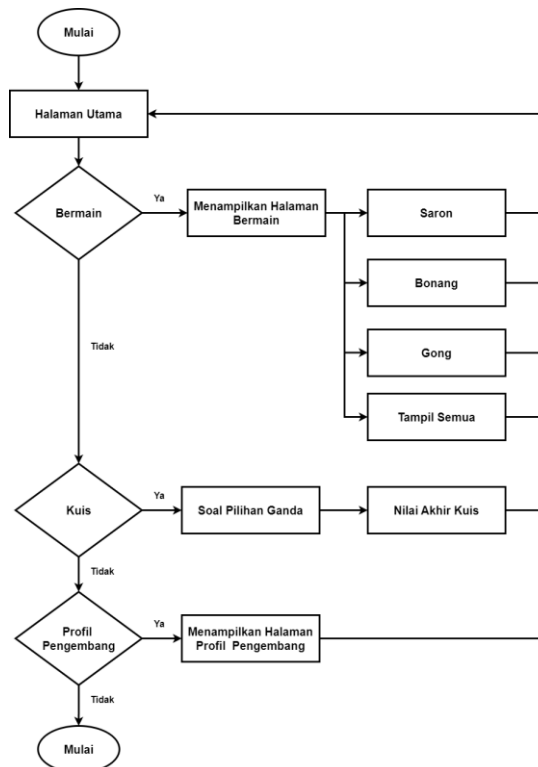 Mulai
Halaman Utama
Bermain
Ya
Menampilkan Halaman
Bermain
Saron
Bonang
Gong
Tampil Semua
Tidak
Kuis
Ya
Soal Pilihan Ganda
Nilai Akhir Kuis
Tidak
Profil
Pengembang
Ya
Menampilkan Halaman
Profil Pengembang
Tidak
Mulai